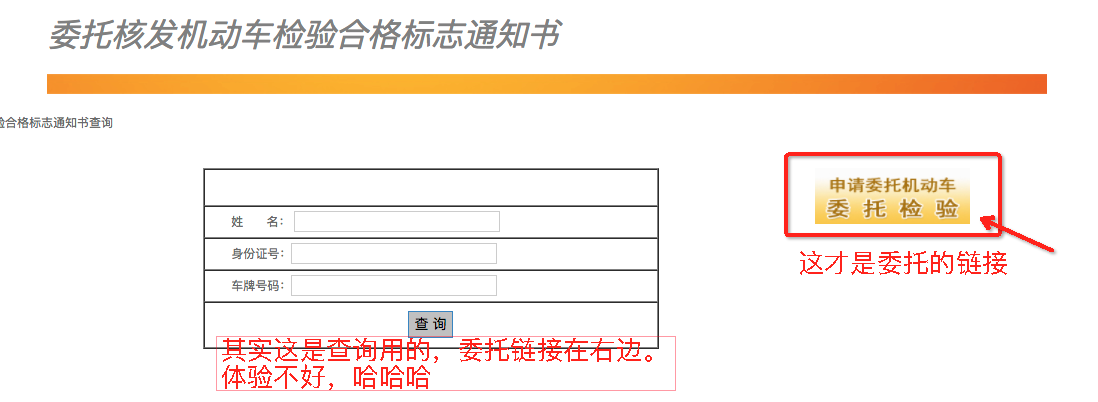 委托核发机动车检验合格标志通知书
验合格标志通知书查询
申请委托机动车
委托检验
姓 名：
身份证号：
这才是委托的链接
车牌号码：
查 询
其实这是查询用的，委托链接在右边。
体验不好，哈哈哈